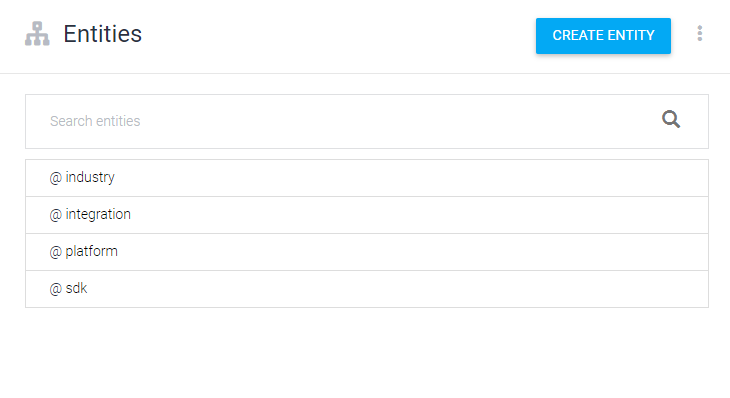 Entities
CREATE ENTITY
Search entities
@ industry
@ integration
@ platform
@ sdk